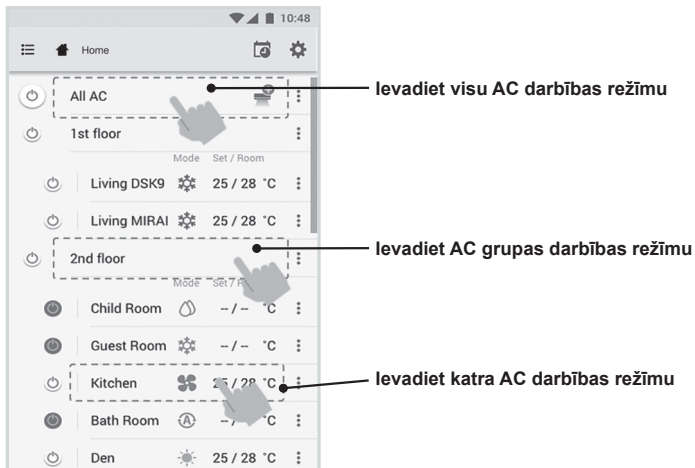 10:48
Home
All AC
Ievadiet visu AC darbības režīmu
1st floor
Mode Set / Room
Living DSK9 25 / 28 °C
Living MIRAI 25 / 28 °C
2nd floor
Ievadiet AC grupas darbības režīmu
Mode Set / R
Child Room -- / -- °C
Guest Room -- / -- °C
Kitchen 25 / 28 °C
Ievadiet katra AC darbības režīmu
Bath Room A -- / -- °C
Den 25 / 28 °C